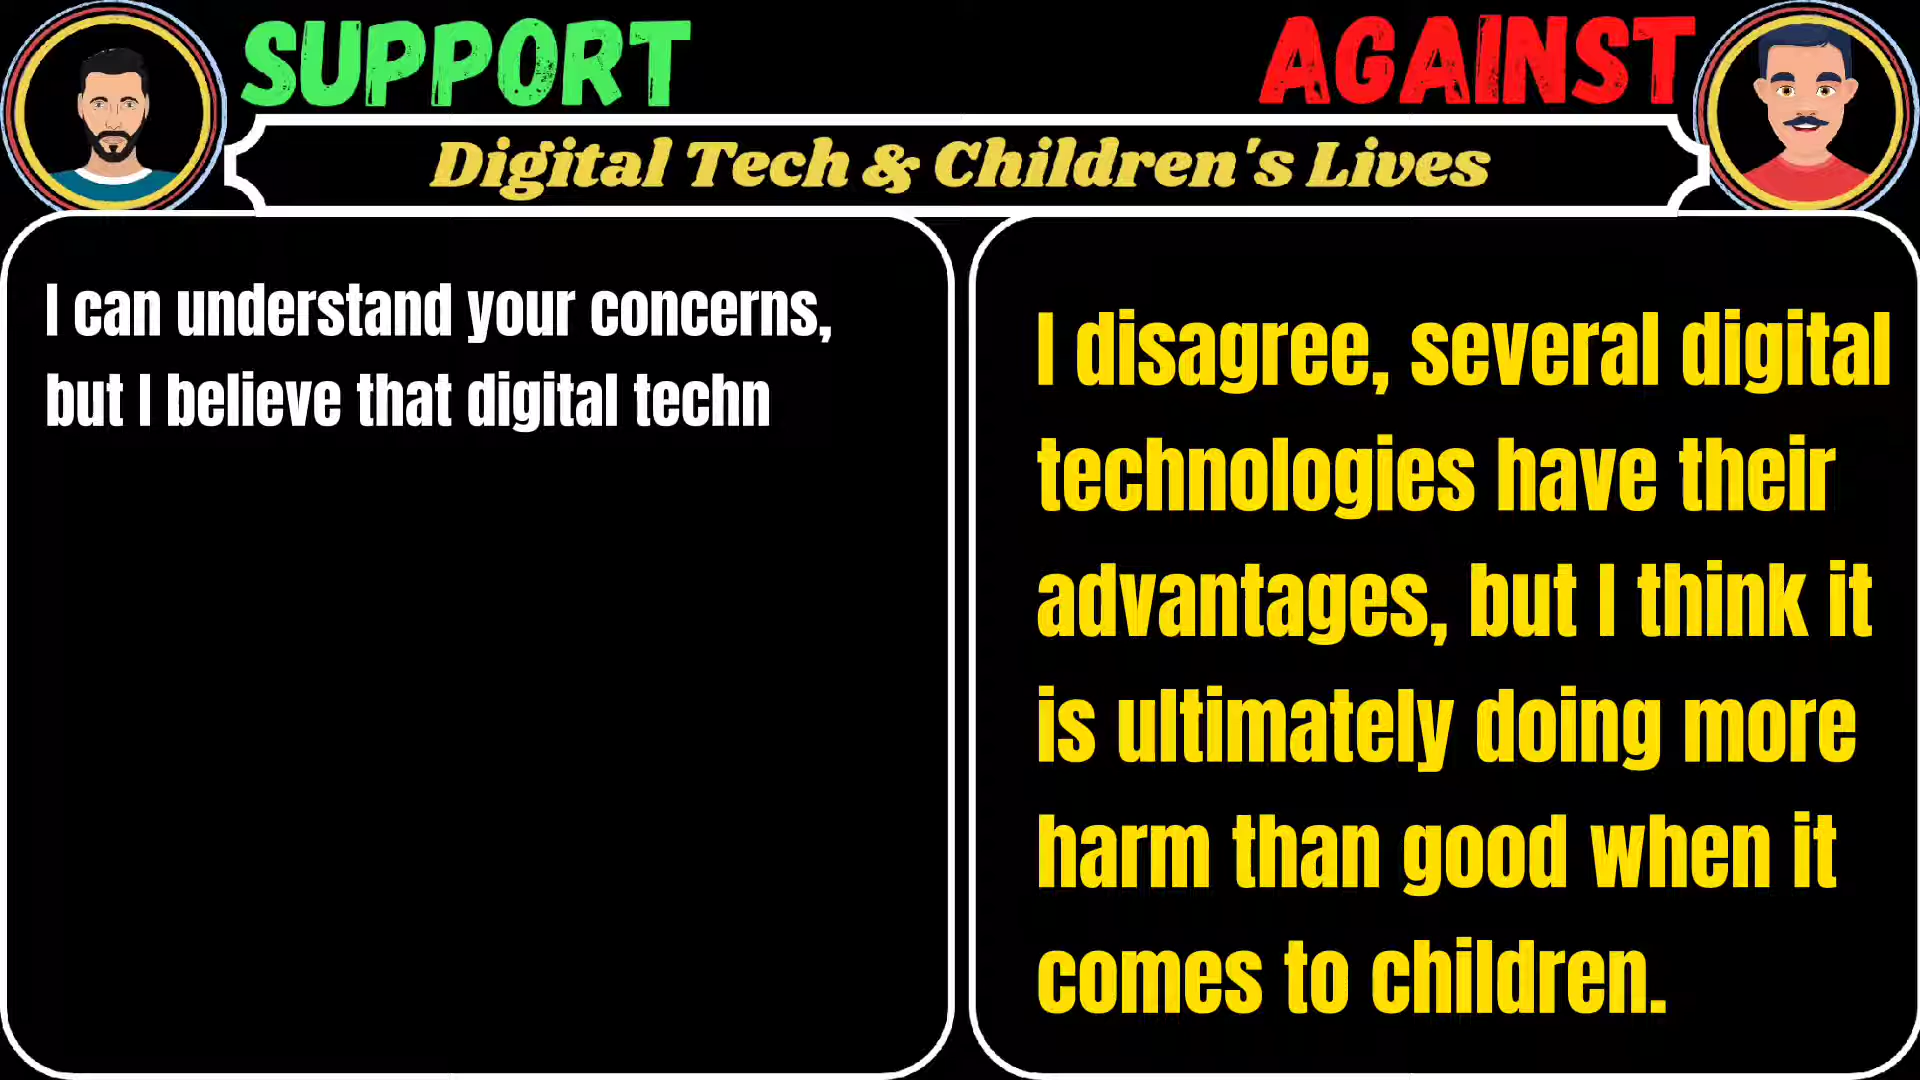 SUPPORT
AGAINST
Digital Tech & Children's Lives
I can understand your concerns,
but I believe that digital techn
I disagree, several digital
technologies have their
advantages, but I think it
is ultimately doing more
harm than good when it
comes to children.